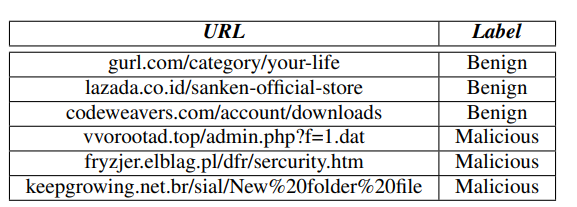 URL Label
gurl.com/category/your-life Benign
lazada.co.id/sanken-official-store Benign
codeweavers.com/account/downloads Benign
vvorootad.top/admin.php?f=1.dat Malicious
fryzjer.elblag.pl/dfr/sercurity.htm Malicious
keepgrowing.net.br/sial/New%20folder%20file Malicious